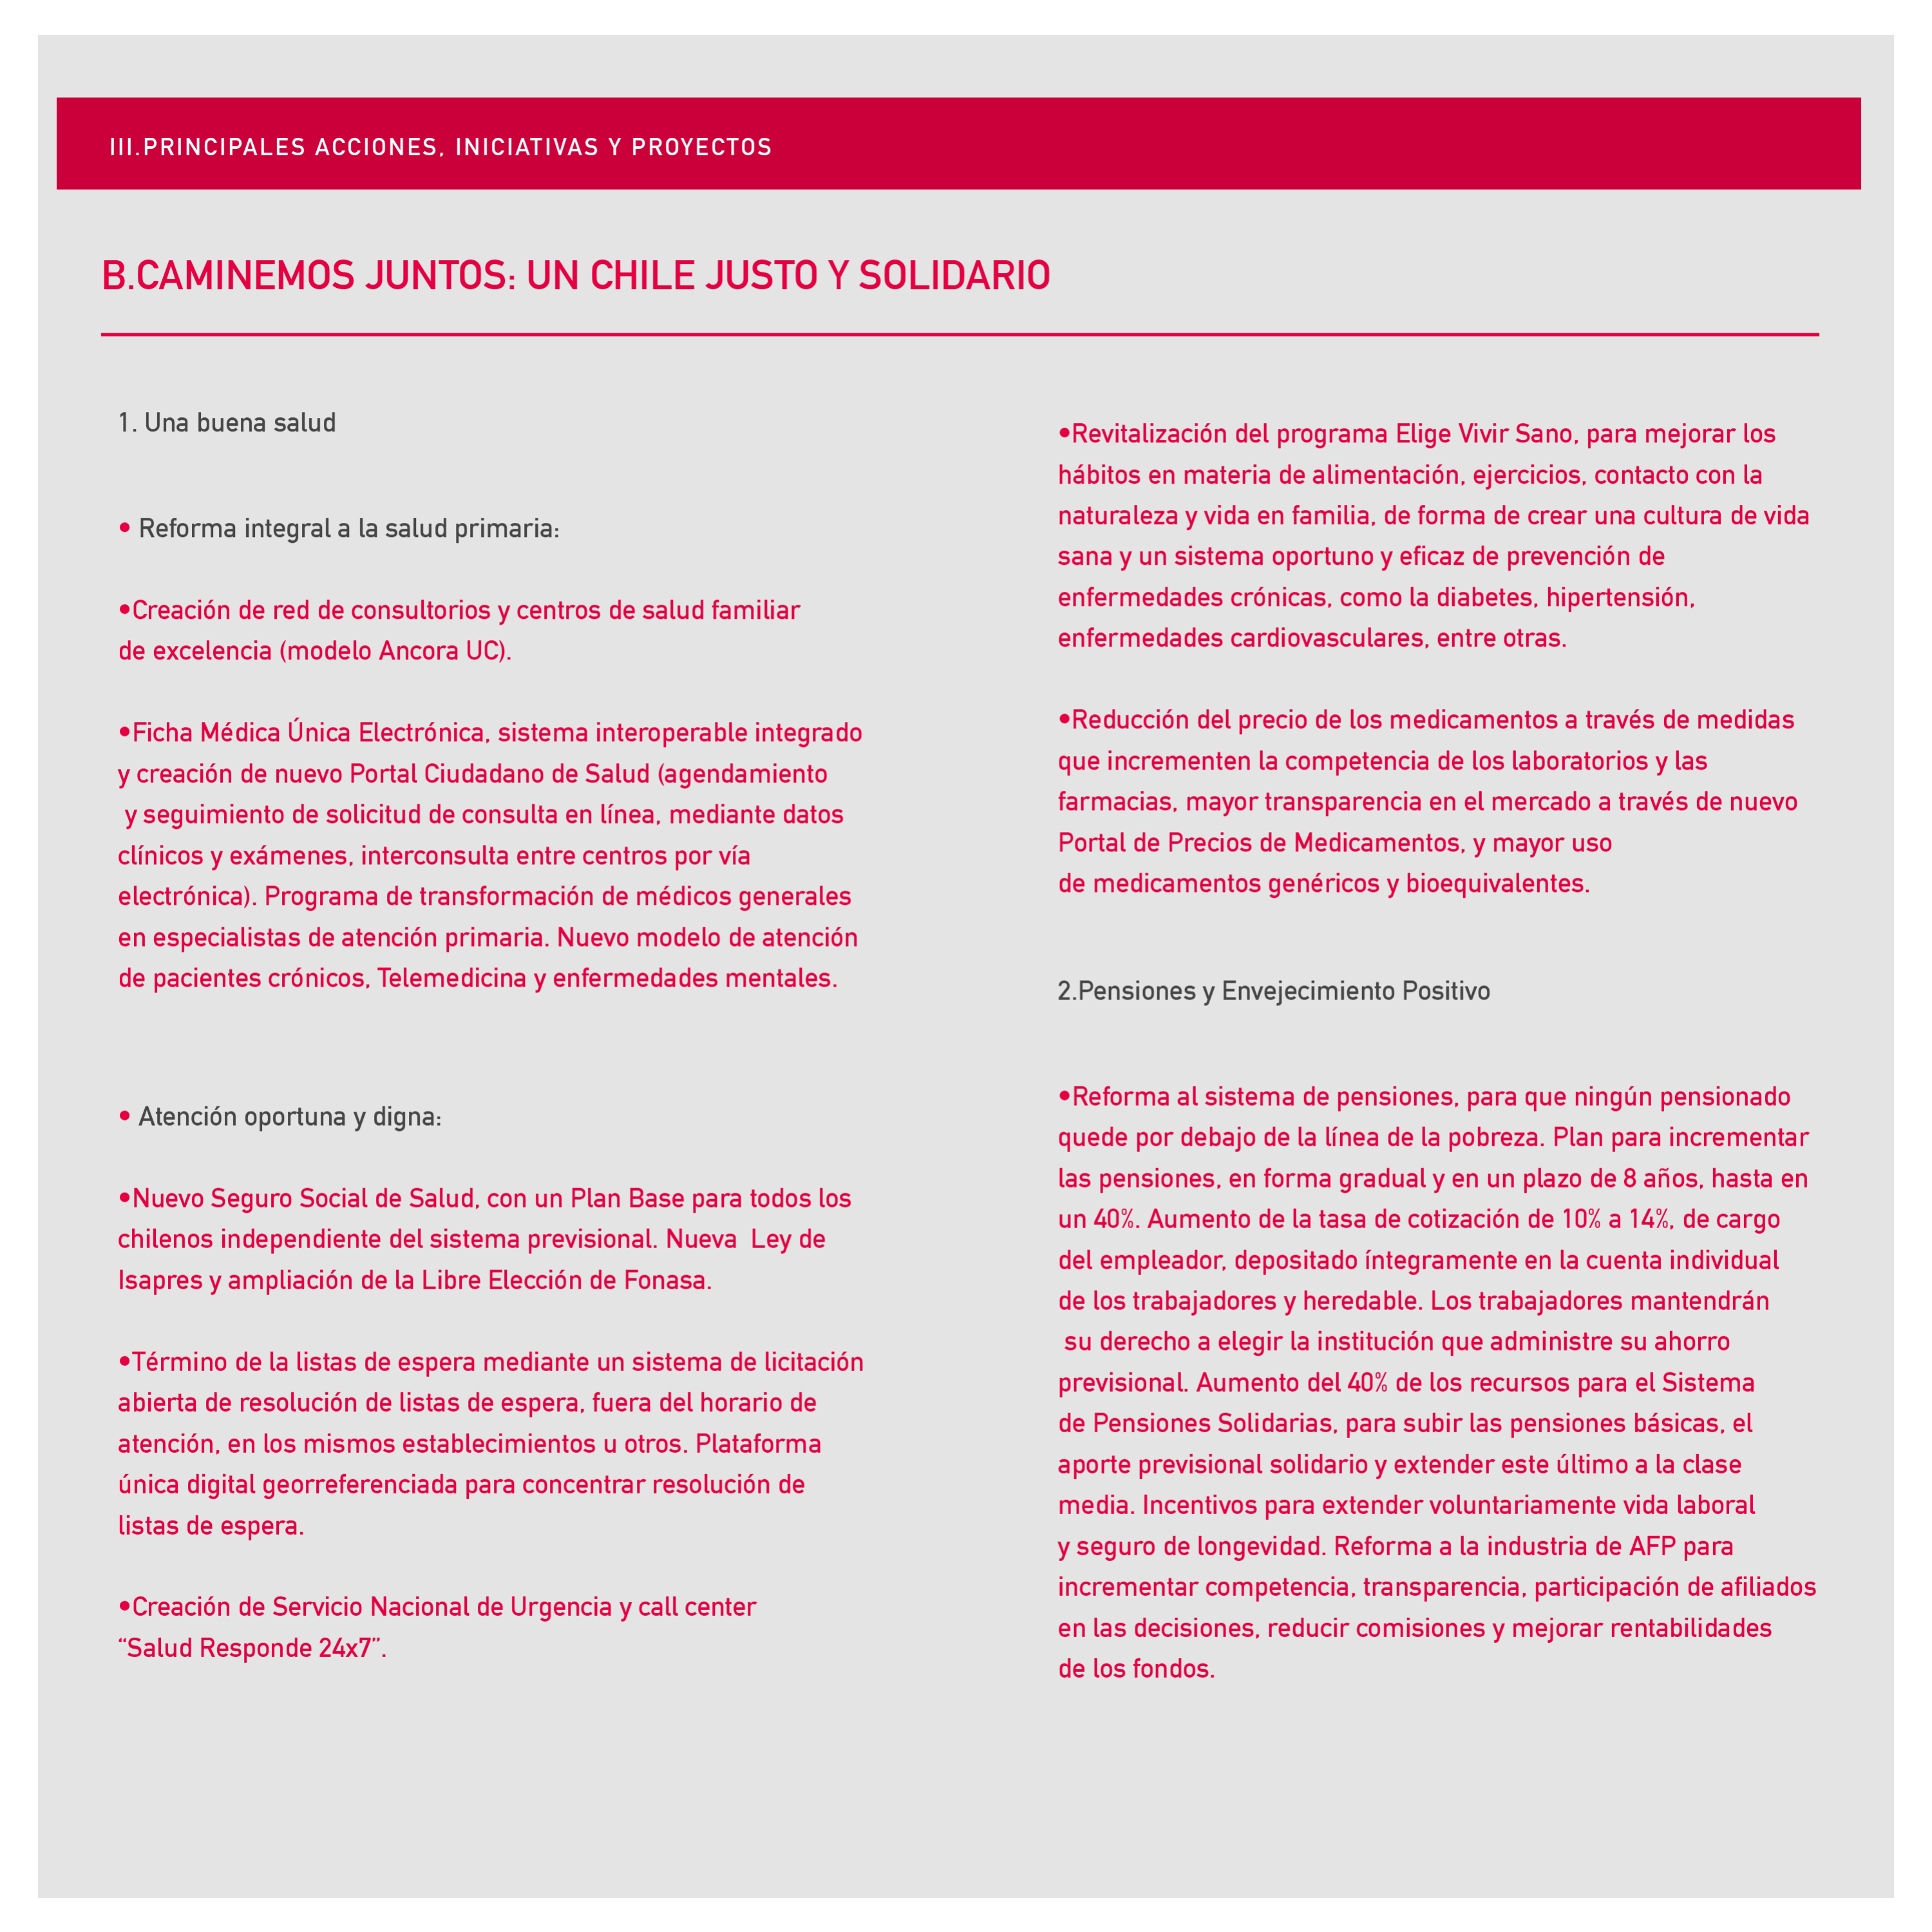 III.PRINCIPALES ACCIONES, INICIATIVAS Y PROYECTOS
B.CAMINEMOS JUNTOS: UN CHILE JUSTO Y SOLIDARIO
1. Una buena salud
• Reforma integral a la salud primaria:
•Creación de red de consultorios y centros de salud familiar
de excelencia (modelo Ancora UC).
•Ficha Médica Única Electrónica, sistema interoperable integrado
y creación de nuevo Portal Ciudadano de Salud (agendamiento
y seguimiento de solicitud de consulta en línea, mediante datos
clínicos y exámenes, interconsulta entre centros por vía
electrónica). Programa de transformación de médicos generales
en especialistas de atención primaria. Nuevo modelo de atención
de pacientes crónicos, Telemedicina y enfermedades mentales.
• Atención oportuna y digna:
•Nuevo Seguro Social de Salud, con un Plan Base para todos los
chilenos independiente del sistema previsional. Nueva  Ley de
Isapres y ampliación de la Libre Elección de Fonasa.
•Término de la listas de espera mediante un sistema de licitación
abierta de resolución de listas de espera, fuera del horario de
atención, en los mismos establecimientos u otros. Plataforma
única digital georreferenciada para concentrar resolución de
listas de espera.
•Creación de Servicio Nacional de Urgencia y call center
“Salud Responde 24x7”.
•Revitalización del programa Elige Vivir Sano, para mejorar los
hábitos en materia de alimentación, ejercicios, contacto con la
naturaleza y vida en familia, de forma de crear una cultura de vida
sana y un sistema oportuno y eficaz de prevención de
enfermedades crónicas, como la diabetes, hipertensión,
enfermedades cardiovasculares, entre otras.
•Reducción del precio de los medicamentos a través de medidas
que incrementen la competencia de los laboratorios y las
farmacias, mayor transparencia en el mercado a través de nuevo
Portal de Precios de Medicamentos, y mayor uso
de medicamentos genéricos y bioequivalentes.
2.Pensiones y Envejecimiento Positivo
•Reforma al sistema de pensiones, para que ningún pensionado
quede por debajo de la línea de la pobreza. Plan para incrementar
las pensiones, en forma gradual y en un plazo de 8 años, hasta en
un 40%. Aumento de la tasa de cotización de 10% a 14%, de cargo
del empleador, depositado íntegramente en la cuenta individual
de los trabajadores y heredable. Los trabajadores mantendrán
su derecho a elegir la institución que administre su ahorro
previsional. Aumento del 40% de los recursos para el Sistema
de Pensiones Solidarias, para subir las pensiones básicas, el
aporte previsional solidario y extender este último a la clase
media. Incentivos para extender voluntariamente vida laboral
y seguro de longevidad. Reforma a la industria de AFP para
incrementar competencia, transparencia, participación de afiliados
en las decisiones, reducir comisiones y mejorar rentabilidades
de los fondos.